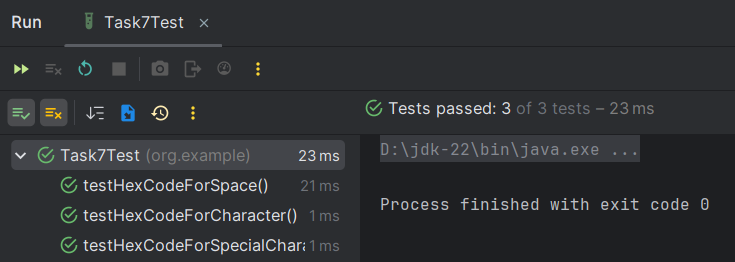 Run Task7Test
Tests passed: 3 of 3 tests – 23 ms
Task7Test (org.example) 23 ms
testHexCodeForSpace() 21 ms
testHexCodeForCharacter() 1 ms
testHexCodeForSpecialChara 1 ms
D:\jdk-22\bin\java.exe ...
Process finished with exit code 0